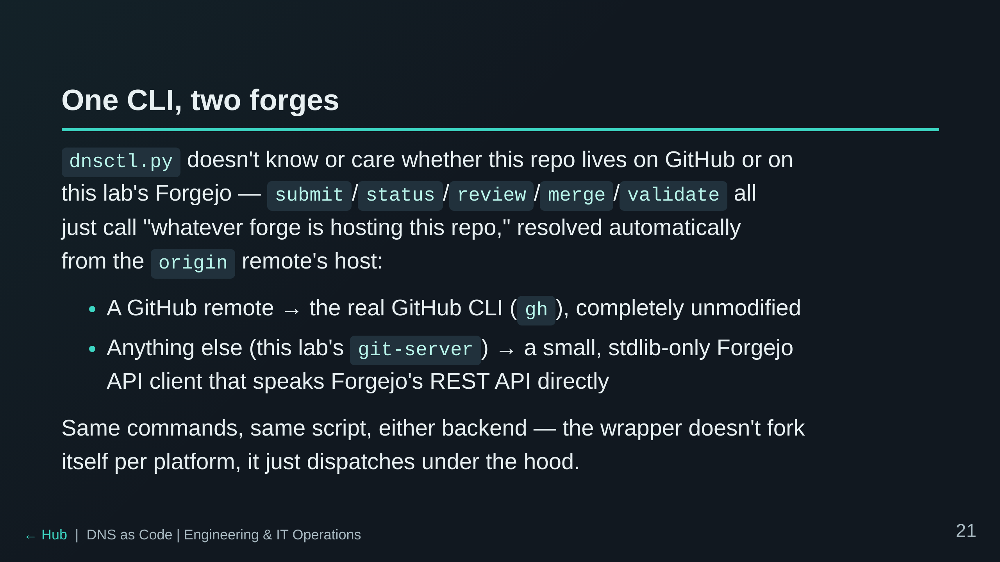 One CLI, two forges
dnsctl.py doesn't know or care whether this repo lives on GitHub or on
this lab's Forgejo — submit/status/review/merge/validate all
just call "whatever forge is hosting this repo," resolved automatically
from the origin remote's host:
• A GitHub remote → the real GitHub CLI (gh), completely unmodified
• Anything else (this lab's git-server) → a small, stdlib-only Forgejo
API client that speaks Forgejo's REST API directly
Same commands, same script, either backend — the wrapper doesn't fork
itself per platform, it just dispatches under the hood.
← Hub | DNS as Code | Engineering & IT Operations
21